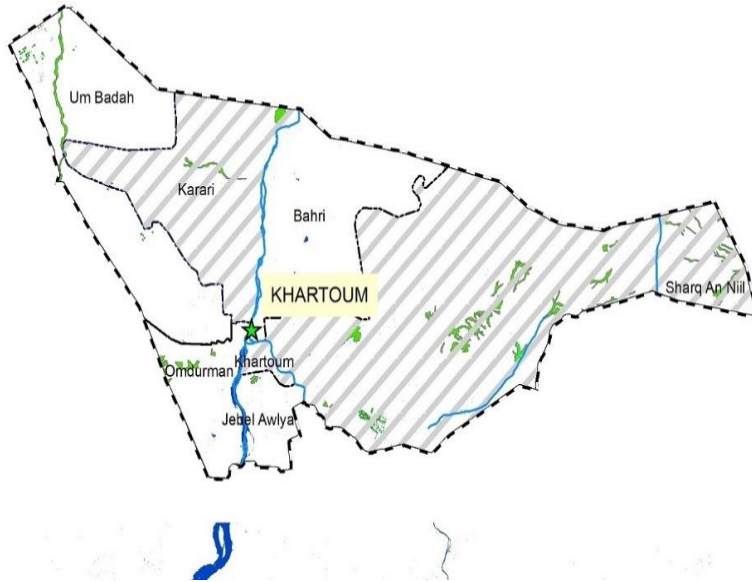 Um Badah
Karari
Bahri
Sharq An Niil
KHARTOUM
Omdurman
Khartoum
Jebel Awlya